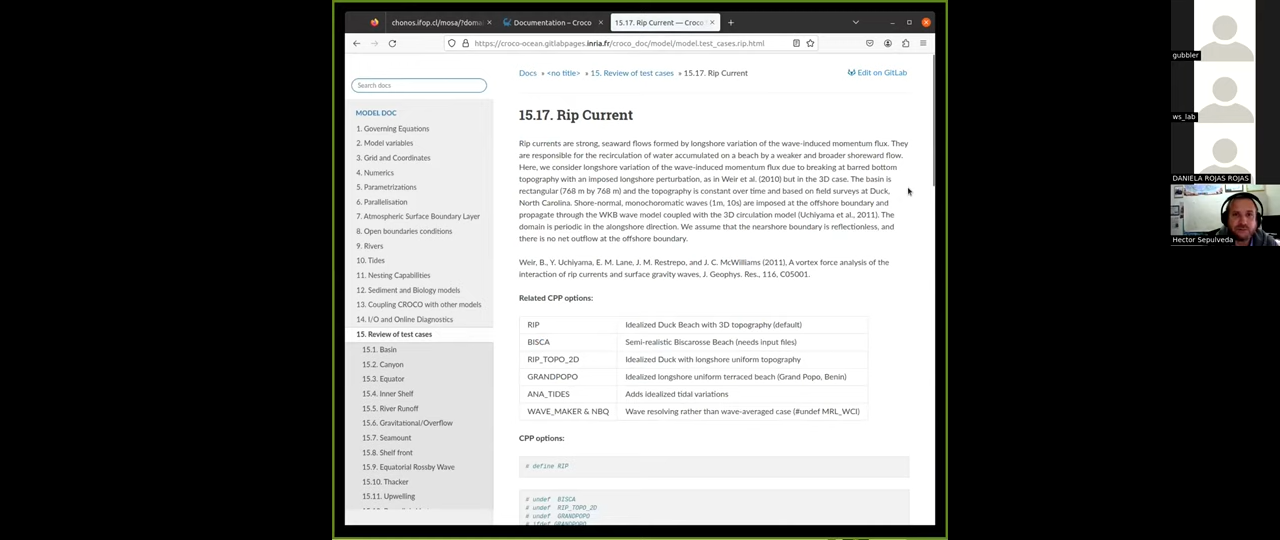 chonos.ifop.cl/mosa/?doma
Documentation – Croco
15.17. Rip Current — Croco
https://croco-ocean.gitlabpages.inria.fr/croco_doc/model/model.test_cases.rip.html
Search docs
MODEL DOC
1. Governing Equations
2. Model variables
3. Grid and Coordinates
4. Numerics
5. Parametrizations
6. Parallelisation
7. Atmospheric Surface Boundary Layer
8. Open boundaries conditions
9. Rivers
10. Tides
11. Nesting Capabilities
12. Sediment and Biology models
13. Coupling CROCO with other models
14. I/O and Online Diagnostics
15. Review of test cases
15.1. Basin
15.2. Canyon
15.3. Equator
15.4. Inner Shelf
15.5. River Runoff
15.6. Gravitational/Overflow
15.7. Seamount
15.8. Shelf front
15.9. Equatorial Rossby Wave
15.10. Thacker
15.11. Upwelling
Docs » <no title> » 15. Review of test cases » 15.17. Rip Current
Edit on GitLab
15.17. Rip Current
Rip currents are strong, seaward flows formed by longshore variation of the wave-induced momentum flux. They
are responsible for the recirculation of water accumulated on a beach by a weaker and broader shoreward flow.
Here, we consider longshore variation of the wave-induced momentum flux due to breaking at barred bottom
topography with an imposed longshore perturbation, as in Weir et al. (2010) but in the 3D case. The basin is
rectangular (768 m by 768 m) and the topography is constant over time and based on field surveys at Duck,
North Carolina. Shore-normal, monochromatic waves (1m, 10s) are imposed at the offshore boundary and
propagate through the WKB wave model coupled with the 3D circulation model (Uchiyama et al., 2011). The
domain is periodic in the alongshore direction. We assume that the nearshore boundary is reflectionless, and
there is no net outflow at the offshore boundary.
Weir, B., Y. Uchiyama, E. M. Lane, J. M. Restrepo, and J. C. McWilliams (2011), A vortex force analysis of the
interaction of rip currents and surface gravity waves, J. Geophys. Res., 116, C05001.
Related CPP options:
RIP Idealized Duck Beach with 3D topography (default)
BISCA Semi-realistic Biscarosse Beach (needs input files)
RIP_TOPO_2D Idealized Duck with longshore uniform topography
GRANDPOPO Idealized longshore uniform terraced beach (Grand Popo, Benin)
ANA_TIDES Adds idealized tidal variations
WAVE_MAKER & NBQ Wave resolving rather than wave-averaged case (#undef MRL_WCI)
CPP options:
# define RIP
# undef BISCA
# undef RIP_TOPO_2D
# undef GRANDPOPO
# ifdef GRANDPOPO
gubbler
ws_lab
DANIELA ROJAS ROJAS
Hector Sepulveda